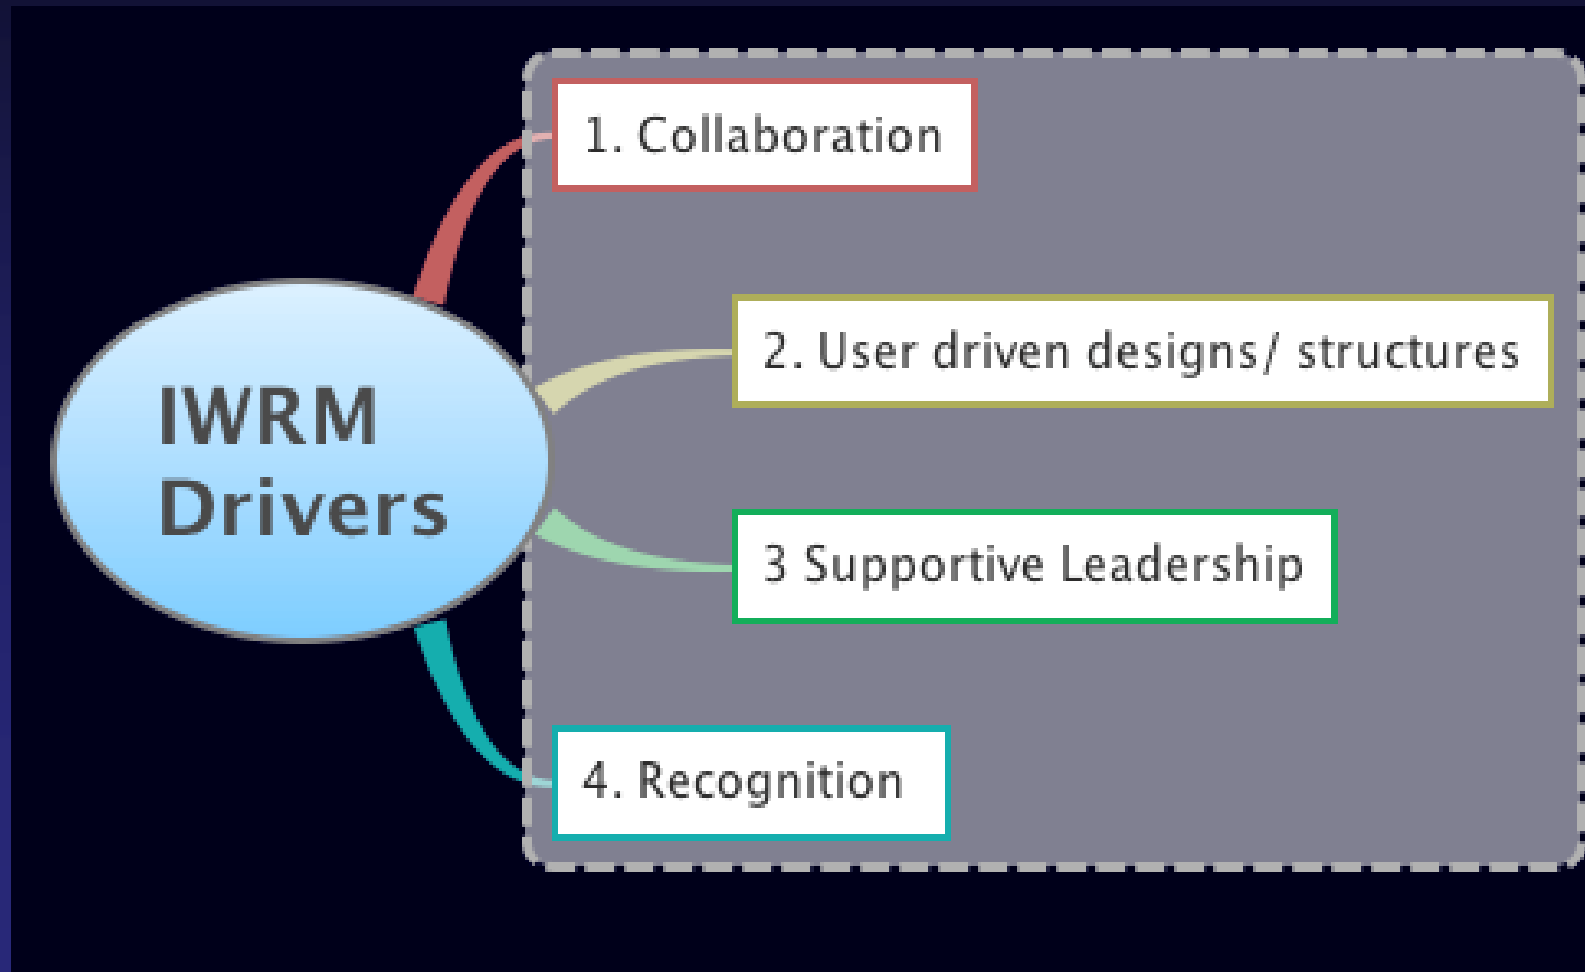 1. Collaboration
2. User driven designs/ structures
IWRM
Drivers
3 Supportive Leadership
4. Recognition